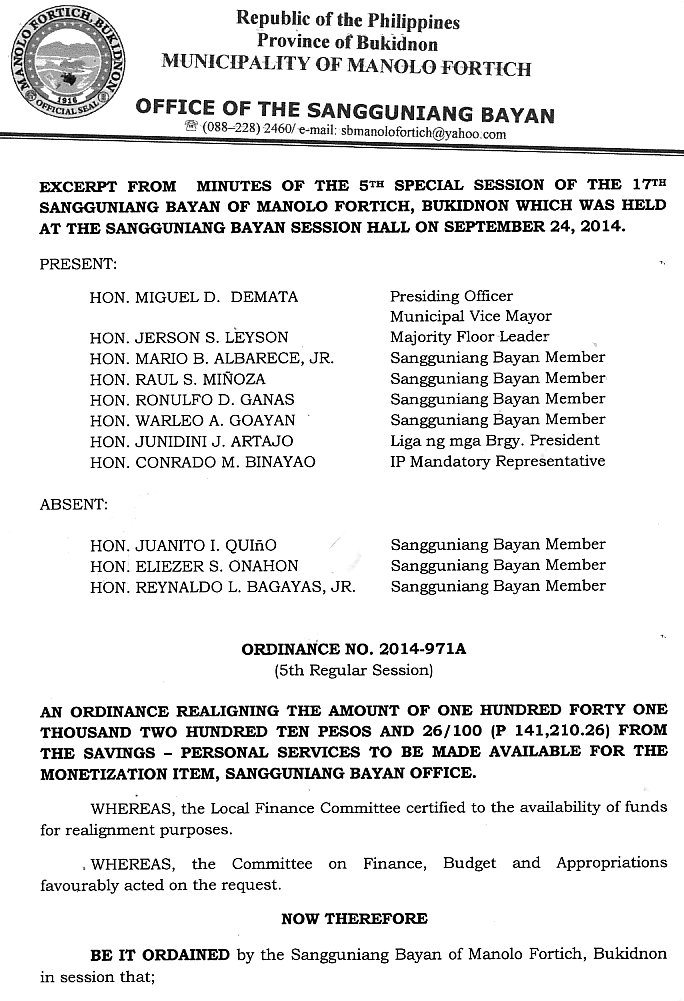 MANOLO FORTICH, BUKIDNON
1916
OFFICIAL SEAL
Republic of the Philippines
Province of Bukidnon
MUNICIPALITY OF MANOLO FORTICH
OFFICE OF THE SANGGUNIANG BAYAN
☏ (088–228) 2460/ e-mail: sbmanolofortich@yahoo.com
EXCERPT FROM MINUTES OF THE 5TH SPECIAL SESSION OF THE 17TH
SANGGUNIANG BAYAN OF MANOLO FORTICH, BUKIDNON WHICH WAS HELD
AT THE SANGGUNIANG BAYAN SESSION HALL ON SEPTEMBER 24, 2014.
PRESENT:
HON. MIGUEL D. DEMATA Presiding Officer
Municipal Vice Mayor
HON. JERSON S. LEYSON Majority Floor Leader
HON. MARIO B. ALBARECE, JR. Sangguniang Bayan Member
HON. RAUL S. MIÑOZA Sangguniang Bayan Member
HON. RONULFO D. GANAS Sangguniang Bayan Member
HON. WARLEO A. GOAYAN Sangguniang Bayan Member
HON. JUNIDINI J. ARTAJO Liga ng mga Brgy. President
HON. CONRADO M. BINAYAO IP Mandatory Representative
ABSENT:
HON. JUANITO I. QUIñO Sangguniang Bayan Member
HON. ELIEZER S. ONAHON Sangguniang Bayan Member
HON. REYNALDO L. BAGAYAS, JR. Sangguniang Bayan Member
ORDINANCE NO. 2014-971A
(5th Regular Session)
AN ORDINANCE REALIGNING THE AMOUNT OF ONE HUNDRED FORTY ONE
THOUSAND TWO HUNDRED TEN PESOS AND 26/100 (P 141,210.26) FROM
THE SAVINGS – PERSONAL SERVICES TO BE MADE AVAILABLE FOR THE
MONETIZATION ITEM, SANGGUNIANG BAYAN OFFICE.
WHEREAS, the Local Finance Committee certified to the availability of funds
for realignment purposes.
WHEREAS, the Committee on Finance, Budget and Appropriations
favourably acted on the request.
NOW THEREFORE
BE IT ORDAINED by the Sangguniang Bayan of Manolo Fortich, Bukidnon
in session that;